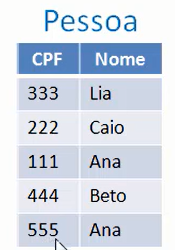 Pessoa
CPF Nome
333 Lia
222 Caio
111 Ana
444 Beto
555 Ana